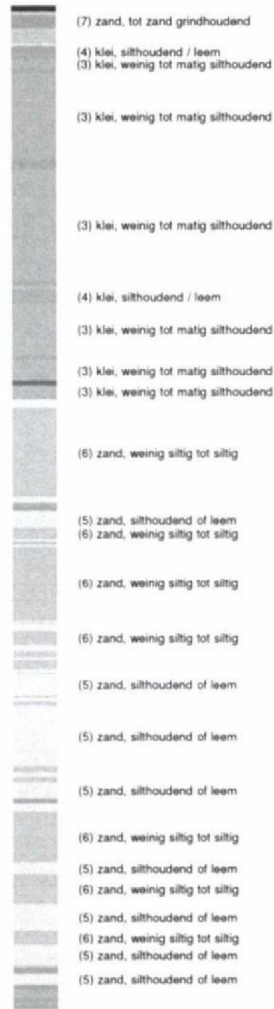 (7) zand, tot zand grindhoudend
(4) klei, silthoudend / leem
(3) klei, weinig tot matig silthoudend
(3) klei, weinig tot matig silthoudend
(3) klei, weinig tot matig silthoudend
(4) klei, silthoudend / leem
(3) klei, weinig tot matig silthoudend
(3) klei, weinig tot matig silthoudend
(3) klei, weinig tot matig silthoudend
(6) zand, weinig siltig tot siltig
(5) zand, silthoudend of leem
(6) zand, weinig siltig tot siltig
(6) zand, weinig siltig tot siltig
(6) zand, weinig siltig tot siltig
(5) zand, silthoudend of leem
(5) zand, silthoudend of leem
(5) zand, silthoudend of leem
(6) zand, weinig siltig tot siltig
(5) zand, silthoudend of leem
(6) zand, weinig siltig tot siltig
(5) zand, silthoudend of leem
(6) zand, weinig siltig tot siltig
(5) zand, silthoudend of leem
(5) zand, silthoudend of leem